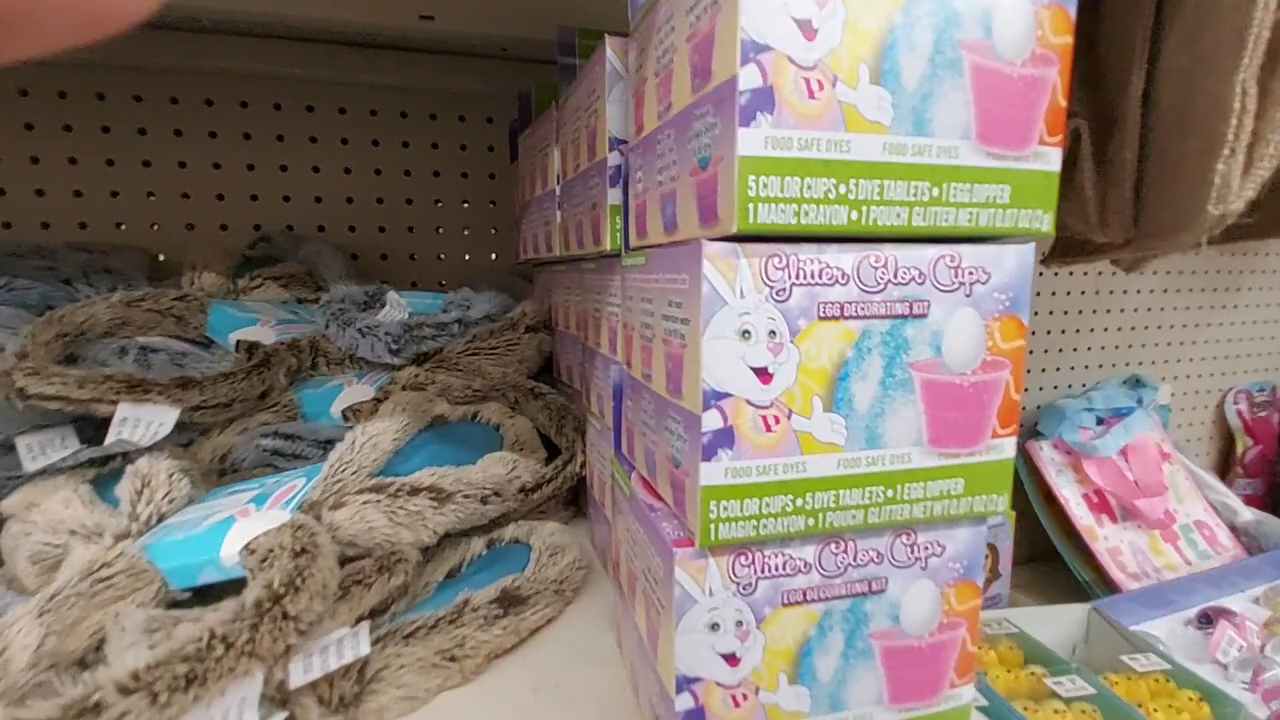 P
FOOD SAFE DYES FOOD SAFE DYES
5 COLOR CUPS • 5 DYE TABLETS • 1 EGG DIPPER
1 MAGIC CRAYON • 1 POUCH GLITTER NET WT 0.07 OZ (2g)
Glitter Color Cups
EGG DECORATING KIT
P
FOOD SAFE DYES FOOD SAFE DYES
5 COLOR CUPS • 5 DYE TABLETS • 1 EGG DIPPER
1 MAGIC CRAYON • 1 POUCH GLITTER NET WT 0.07 OZ (2g)
Glitter Color Cups
EGG DECORATING KIT
P
EASTER